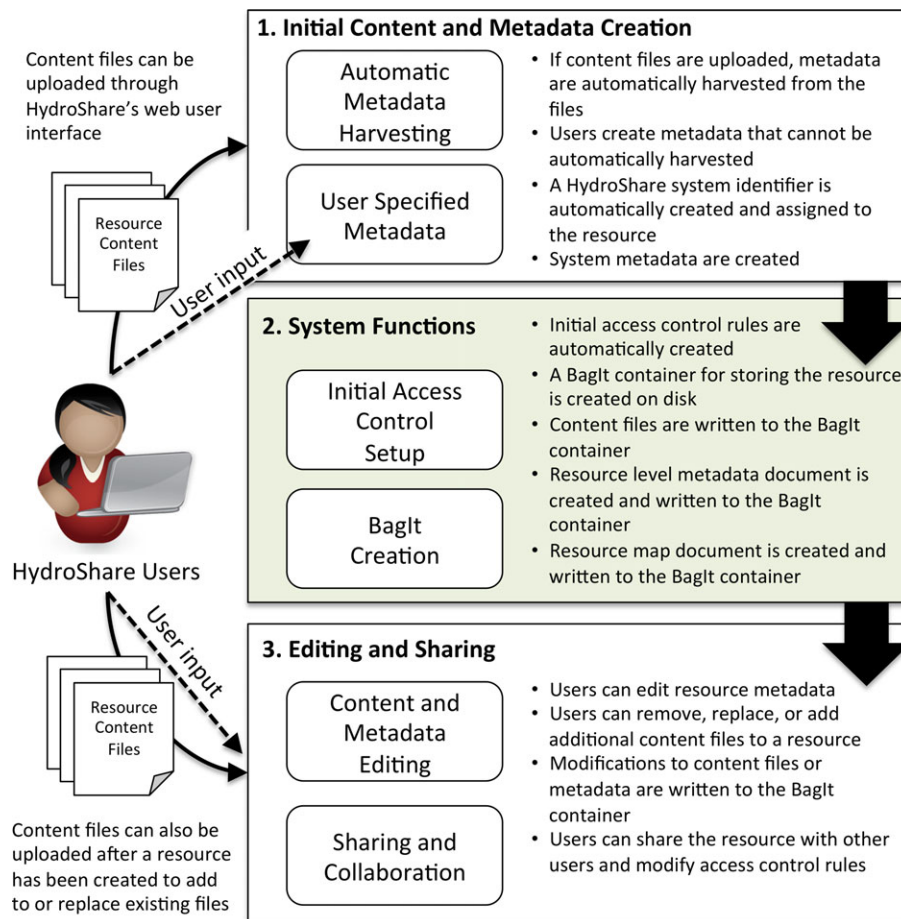 Content files can be
uploaded through
HydroShare's web user
interface
Resource
Content
Files
User input
1. Initial Content and Metadata Creation
Automatic
Metadata
Harvesting
User Specified
Metadata
• If content files are uploaded, metadata
are automatically harvested from the
files
• Users create metadata that cannot be
automatically harvested
• A HydroShare system identifier is
automatically created and assigned to
the resource
• System metadata are created
2. System Functions
Initial Access
Control
Setup
BagIt
Creation
• Initial access control rules are
automatically created
• A BagIt container for storing the resource
is created on disk
• Content files are written to the BagIt
container
• Resource level metadata document is
created and written to the BagIt
container
• Resource map document is created and
written to the BagIt container
HydroShare Users
User input
Resource
Content
Files
Content files can also be
uploaded after a resource
has been created to add
to or replace existing files
3. Editing and Sharing
Content and
Metadata
Editing
Sharing and
Collaboration
• Users can edit resource metadata
• Users can remove, replace, or add
additional content files to a resource
• Modifications to content files or
metadata are written to the BagIt
container
• Users can share the resource with other
users and modify access control rules